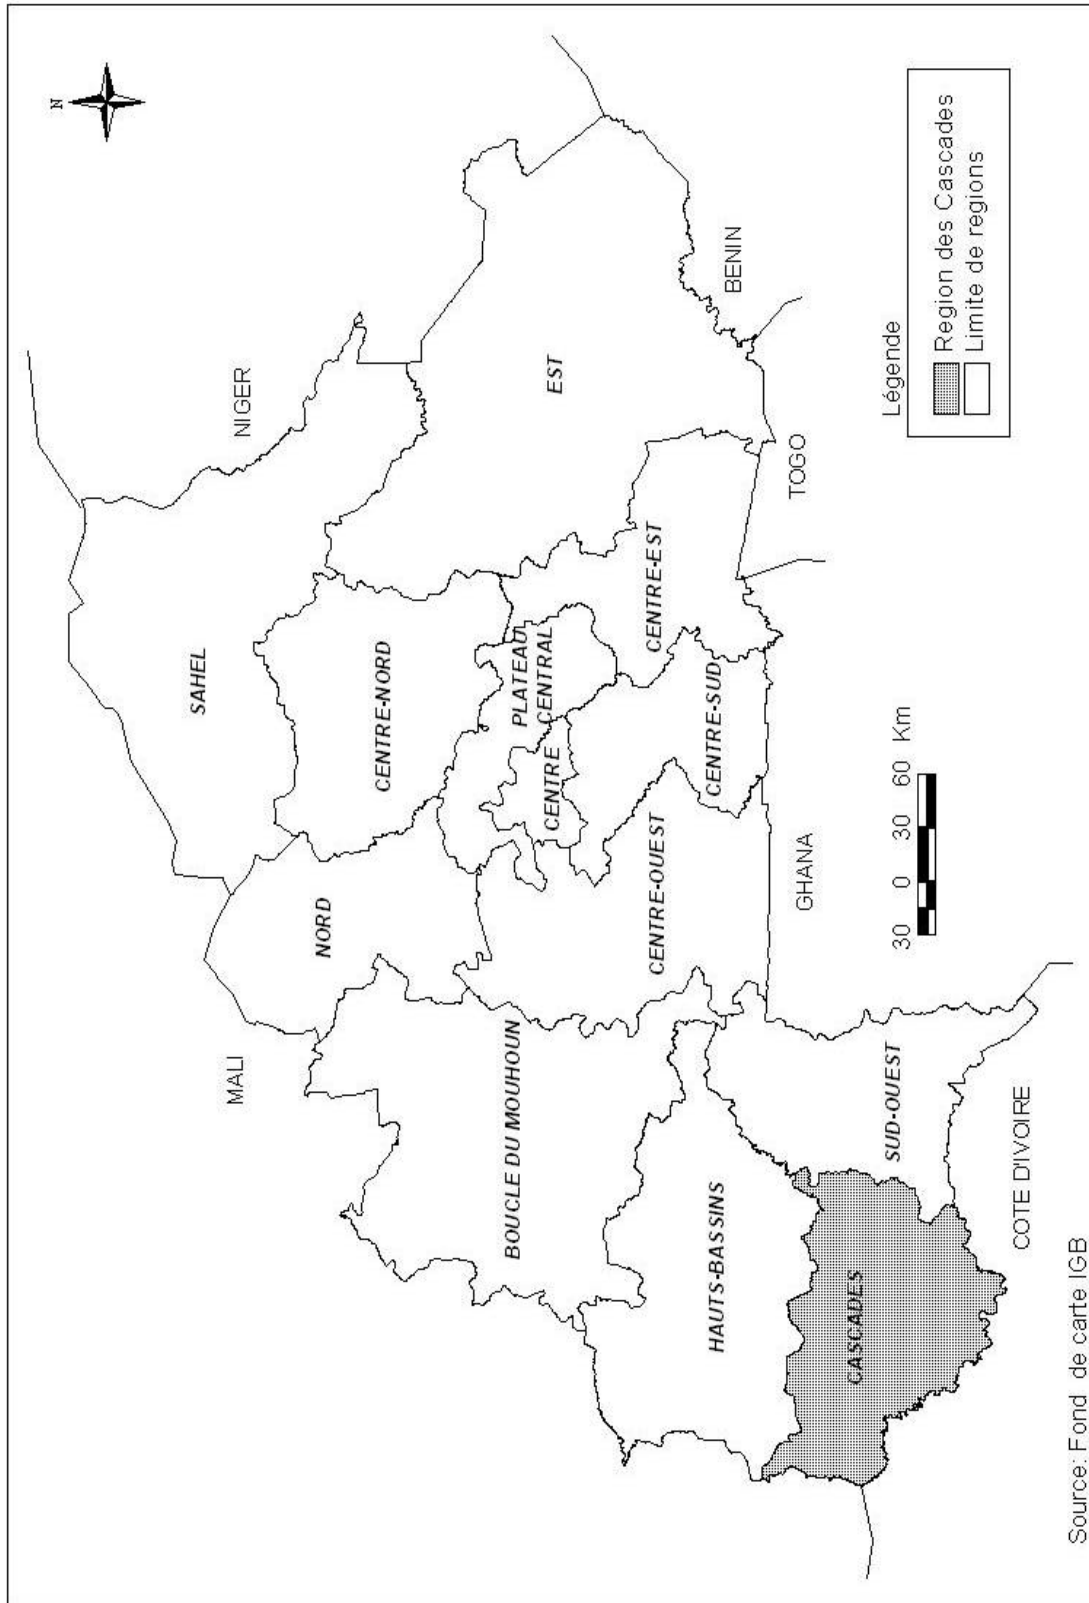 N
NIGER
SAHEL
MALI
NORD
CENTRE-NORD
EST
BOUCLE DU MOUHOUN
PLATEAU
CENTRAL
CENTRE
CENTRE-EST
CENTRE-OUEST
CENTRE-SUD
HAUTS-BASSINS
BENIN
TOGO
GHANA
CASCADES
SUD-OUEST
COTE D'IVOIRE
30 0 30 60 Km
Légende
Region des Cascades
Limite de regions
Source: Fond de carte IGB